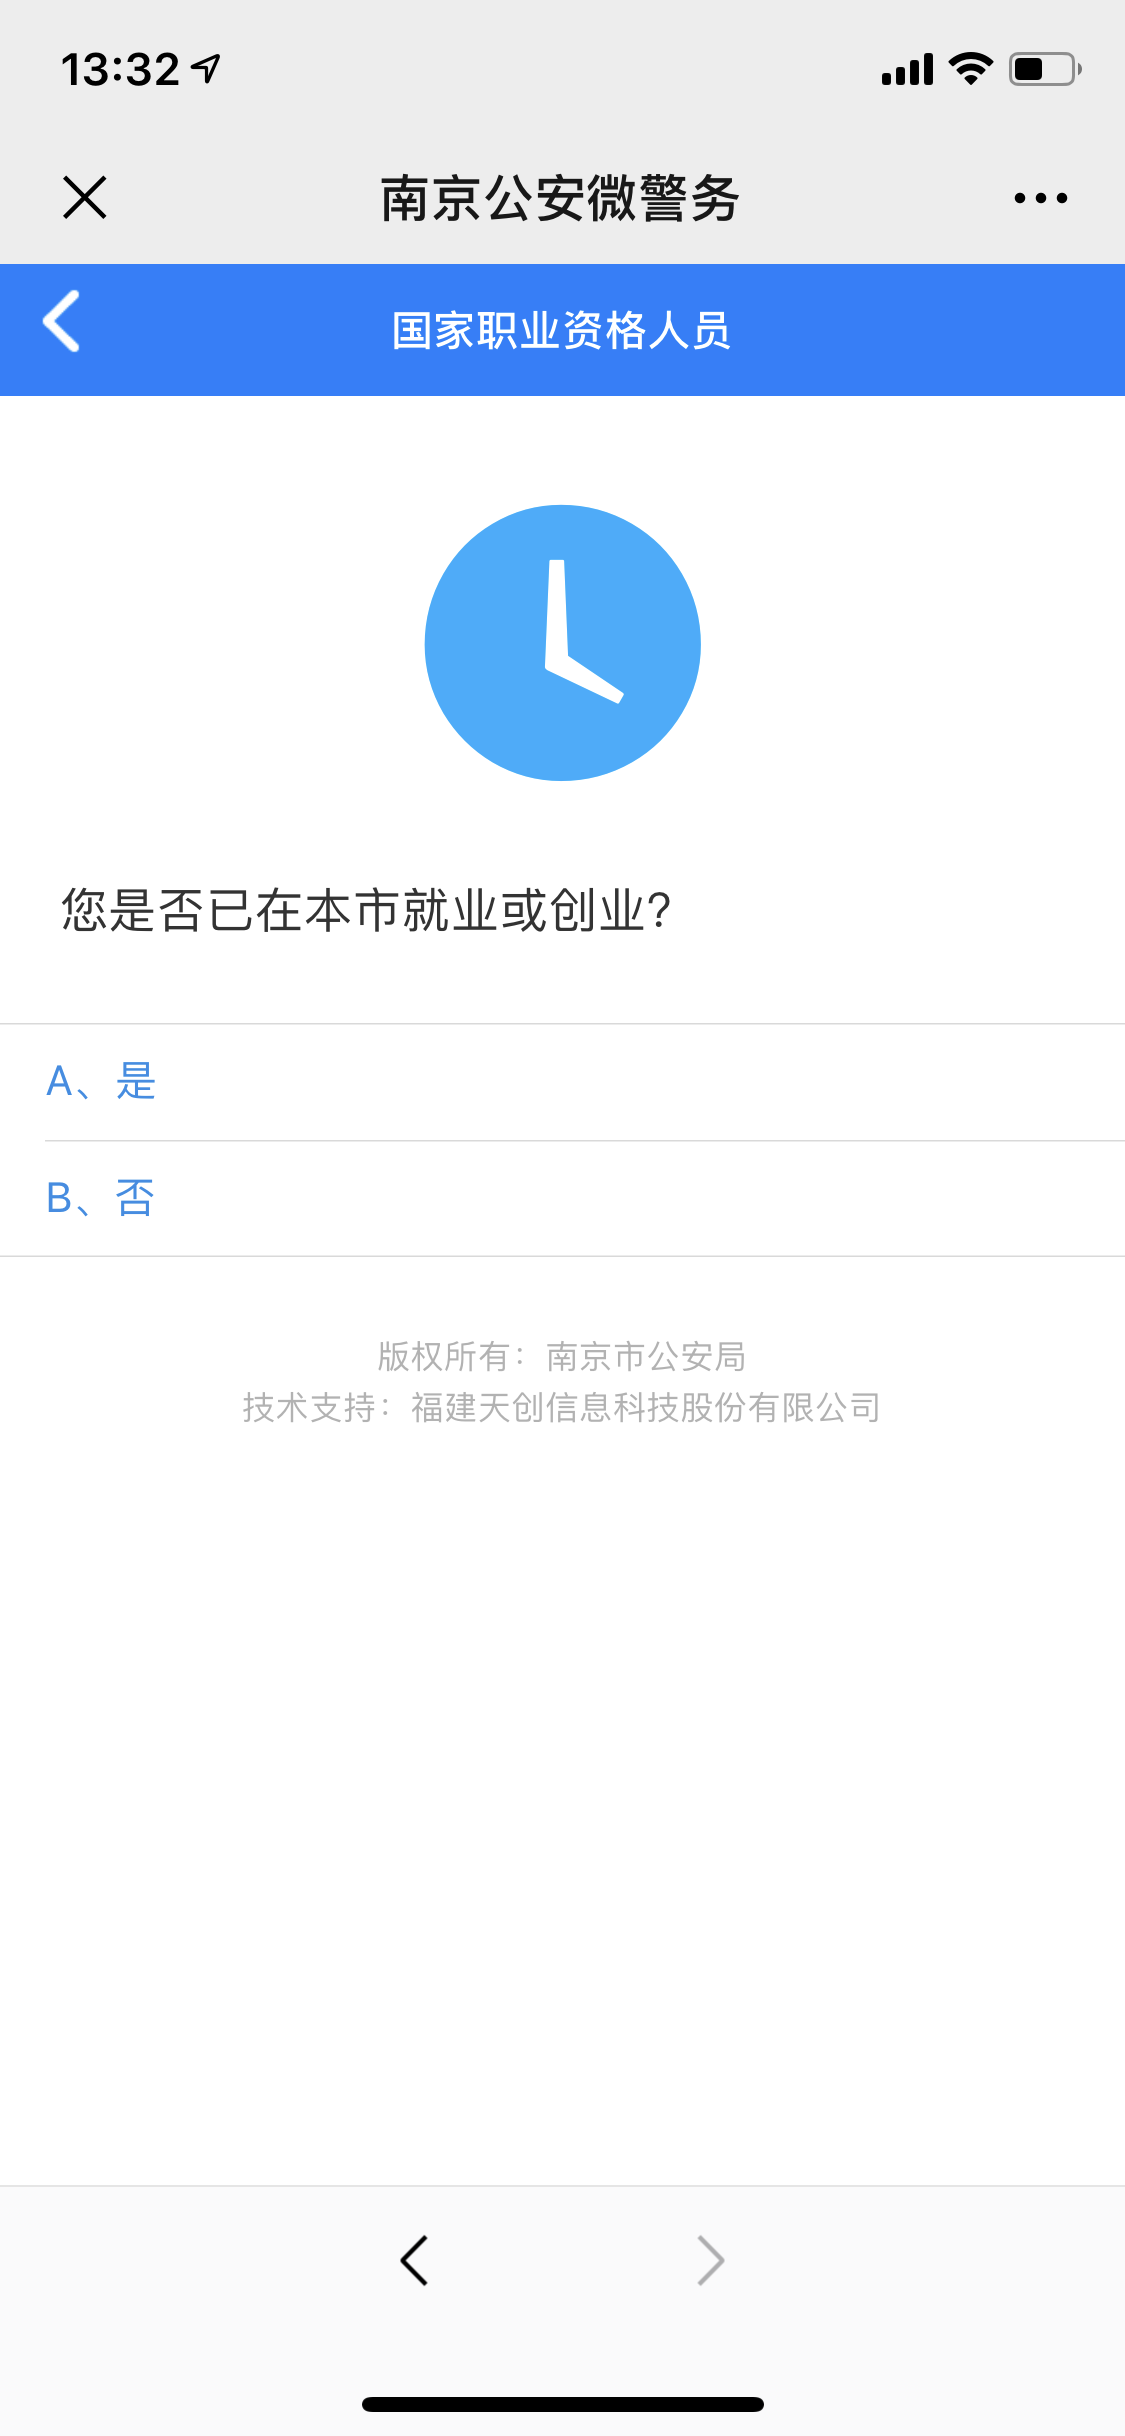 13:32
南京公安微警务
国家职业资格人员
您是否已在本市就业或创业?
A、是
B、否
版权所有：南京市公安局
技术支持：福建天创信息科技股份有限公司